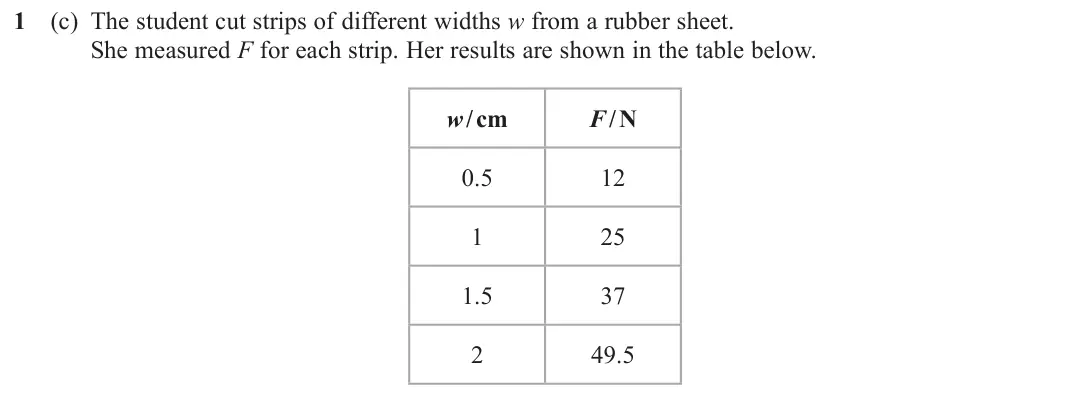 1 (c) The student cut strips of different widths w from a rubber sheet.
She measured F for each strip. Her results are shown in the table below.
w/cm F/N
0.5 12
1 25
1.5 37
2 49.5